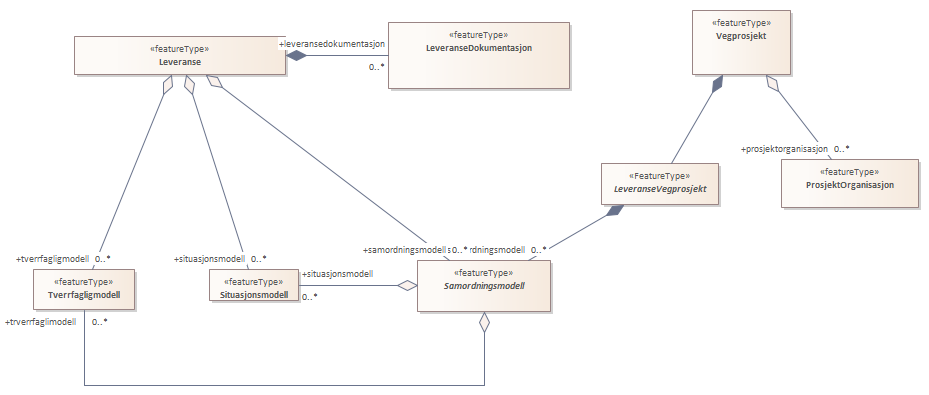 «featureType»
Vegprosjekt
«featureType»
Leveranse
+leveransedokumentasjon
0..*
«featureType»
LeveranseDokumentasjon
+prosjektorganisasjon 0..*
«FeatureType»
LeveranseVegprosjekt
«featureType»
ProsjektOrganisasjon
+tverrfagligmodell 0..*
+situasjonsmodell 0..*
+samordningsmodell 0..*
rdningsmodell 0..*
«featureType»
Tverrfagligmodell
«featureType»
Situasjonsmodell
+situasjonsmodell
0..*
«featureType»
Samordningsmodell
+trverrfaglimodell 0..*